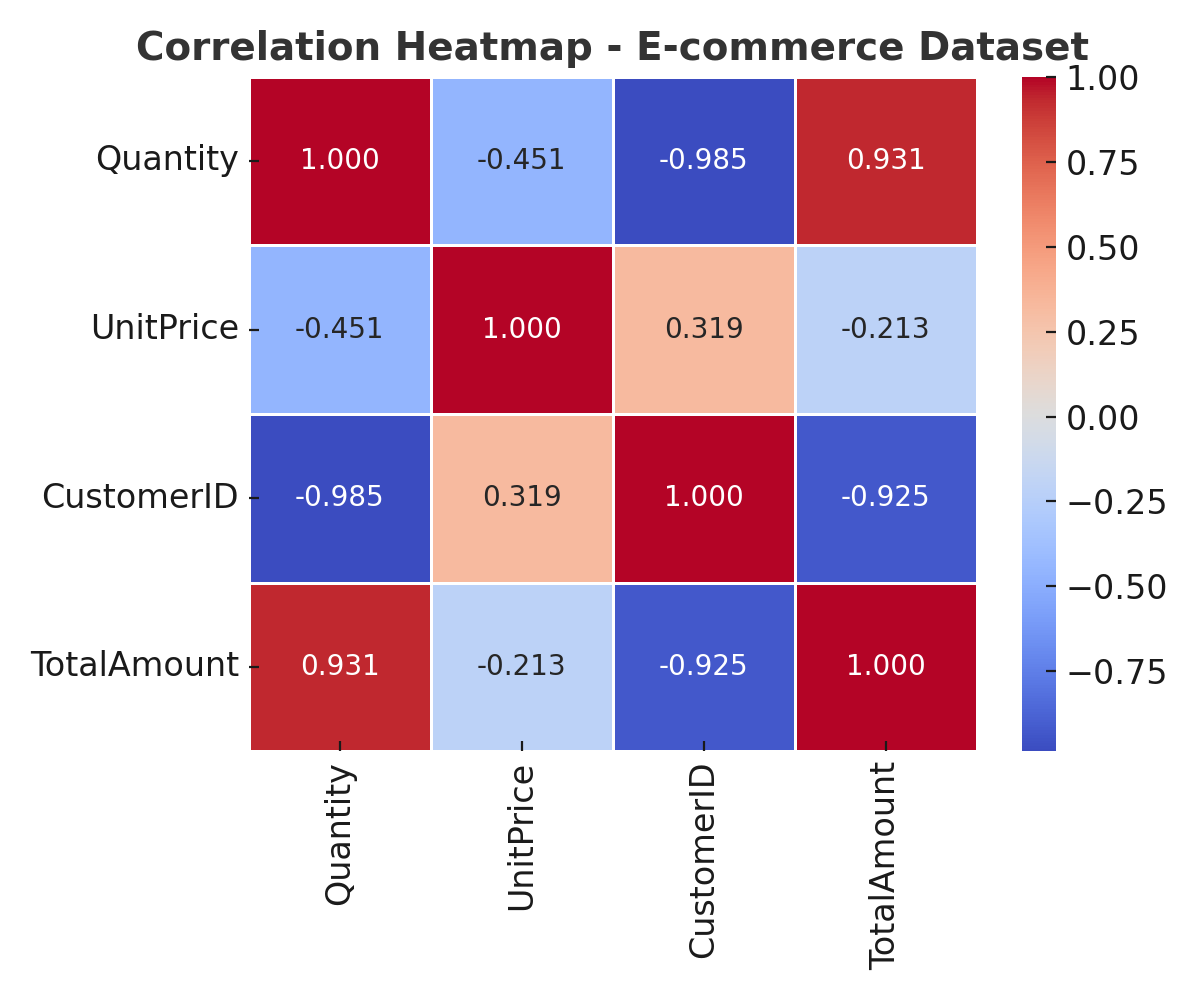 Correlation Heatmap - E-commerce Dataset
Quantity 1.000 -0.451 -0.985 0.931
UnitPrice -0.451 1.000 0.319 -0.213
CustomerID -0.985 0.319 1.000 -0.925
TotalAmount 0.931 -0.213 -0.925 1.000
Quantity UnitPrice CustomerID TotalAmount
1.00
0.75
0.50
0.25
0.00
−0.25
−0.50
−0.75